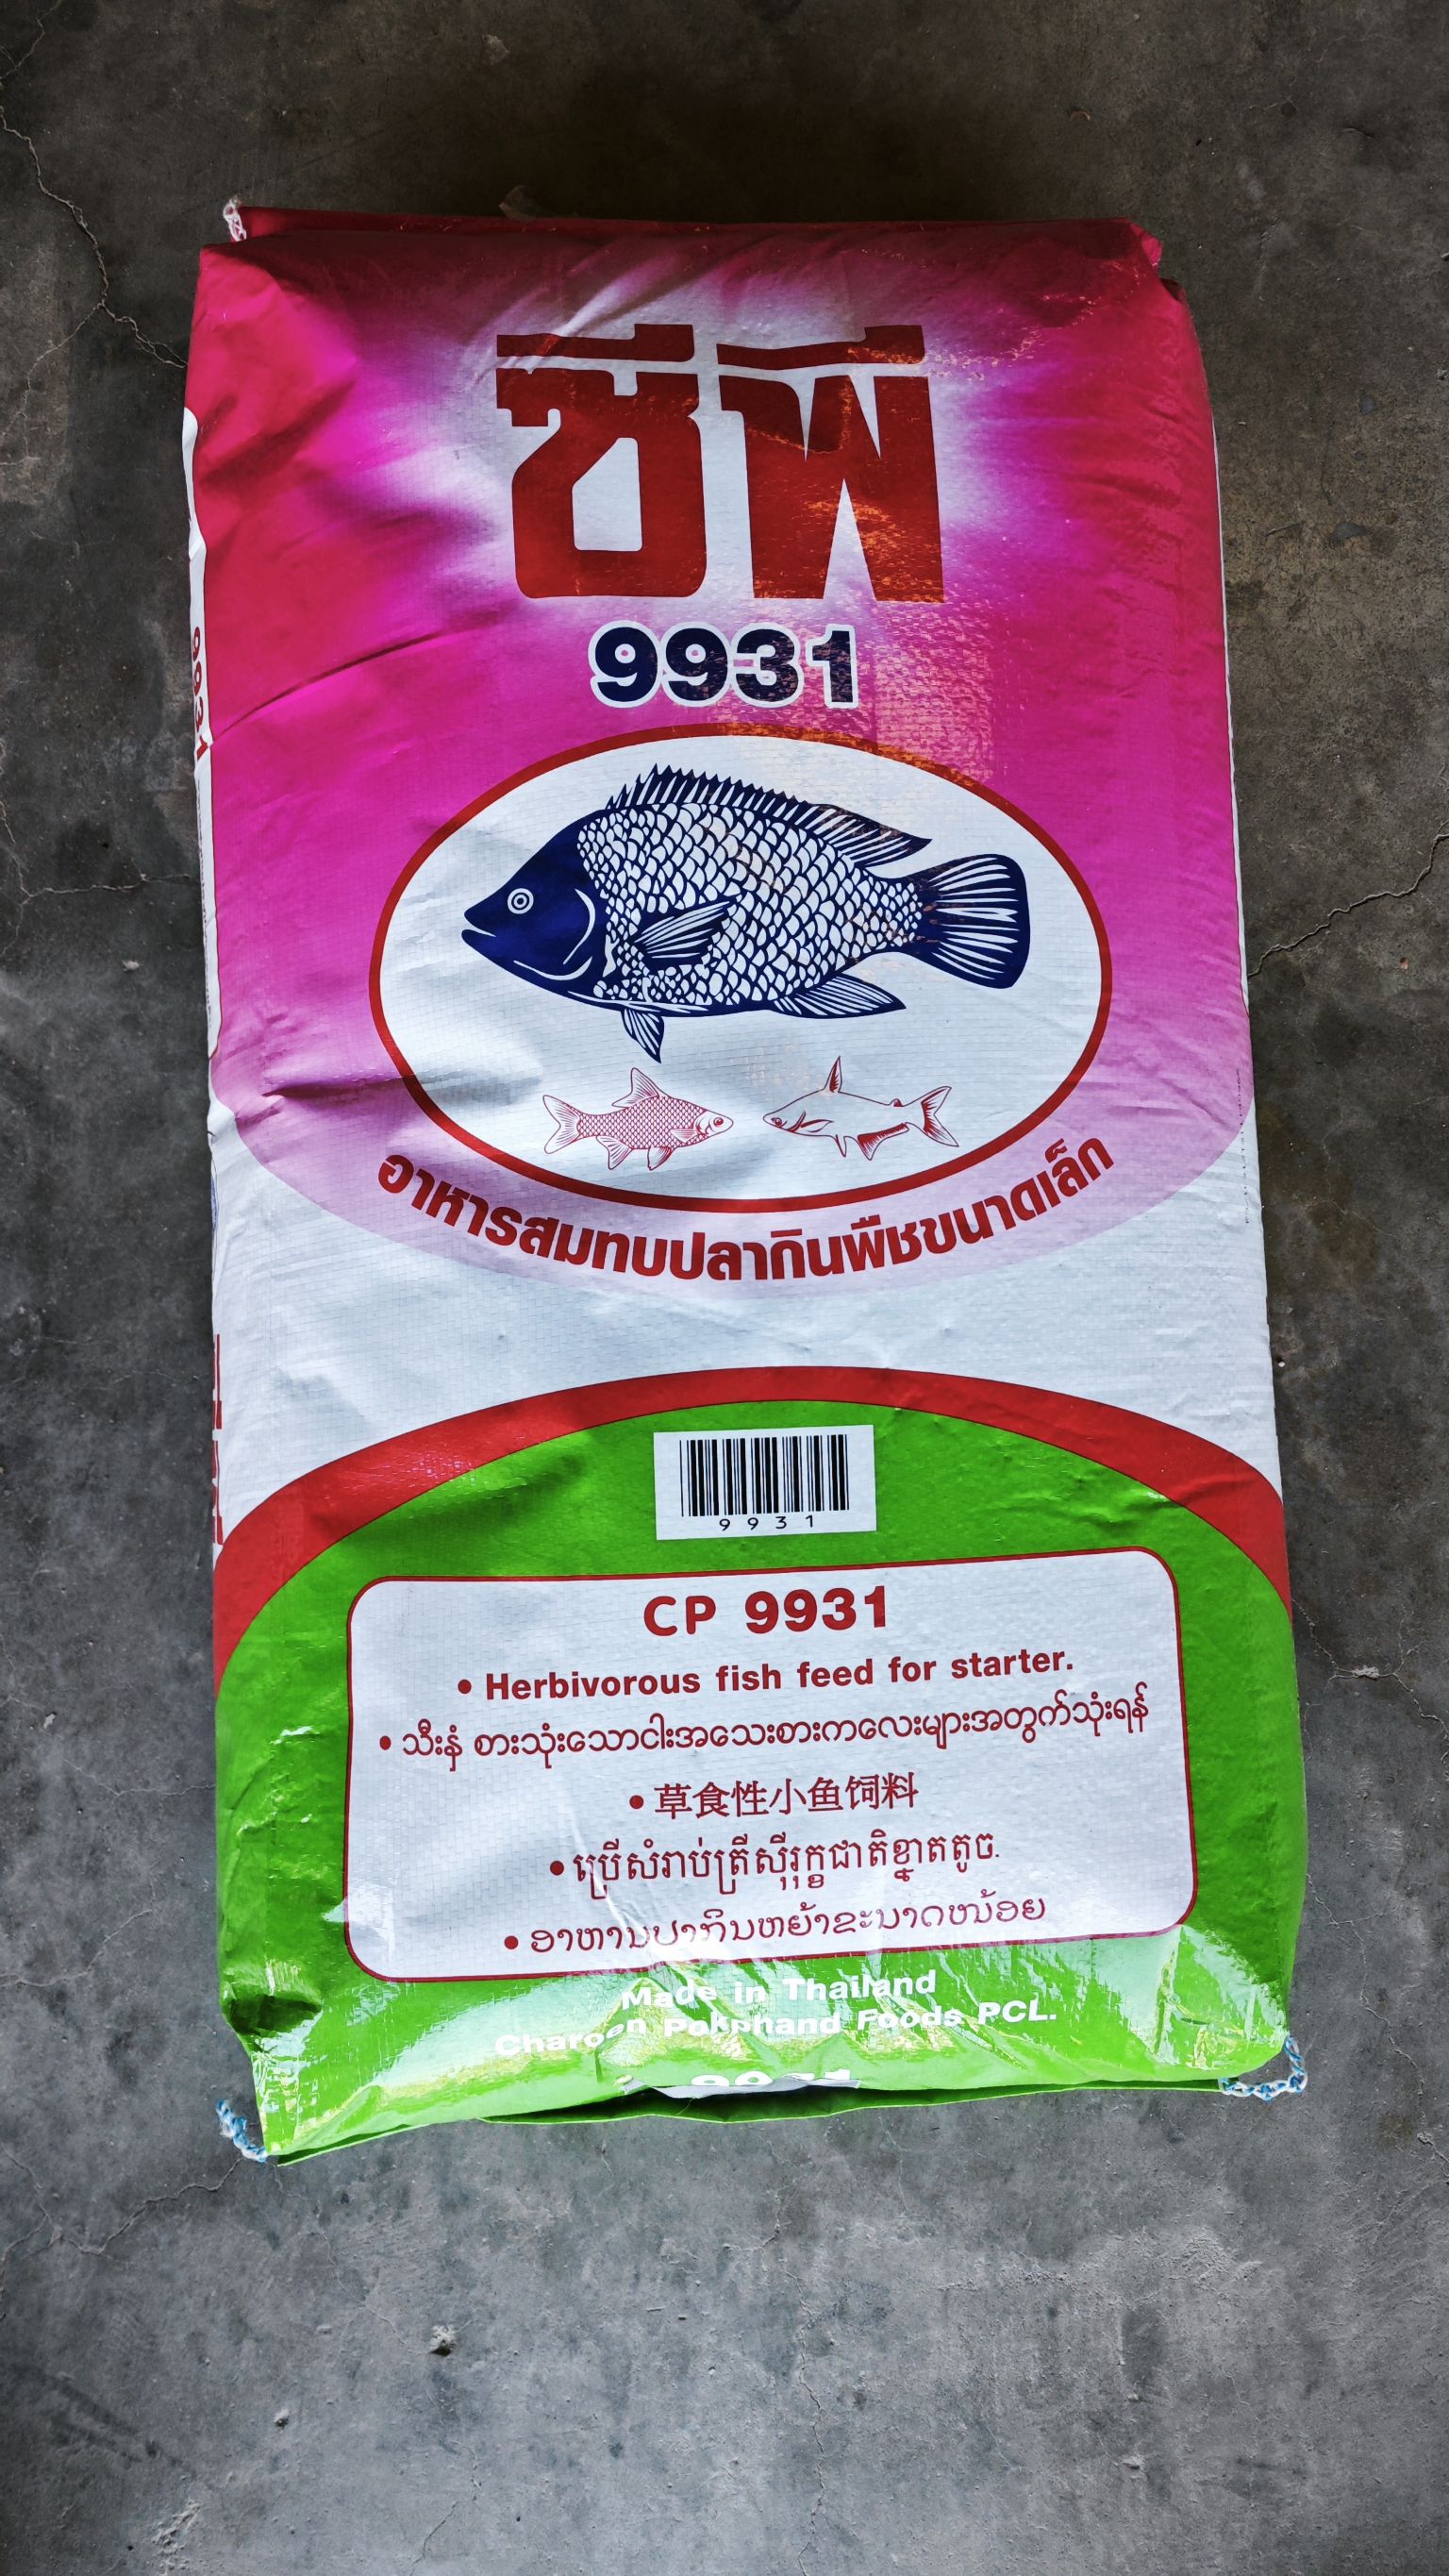 ซีพี
9931
อาหารสมทบปลากินพืชขนาดเล็ก
9931
CP 9931
• Herbivorous fish feed for starter.
• သီးနှံ စားသုံးသောငါးအသေးစားကလေးများအတွက်သုံးရန်
• 草食性小鱼饲料
• ប្រើសំរាប់ត្រីស៊ីរុក្ខជាតិខ្នាតតូច.
• ອາຫານປາກິນຫຍ້າຂະນາດໜ້ອຍ
Made in Thailand
Charoen Pokphand Foods PCL.
9931